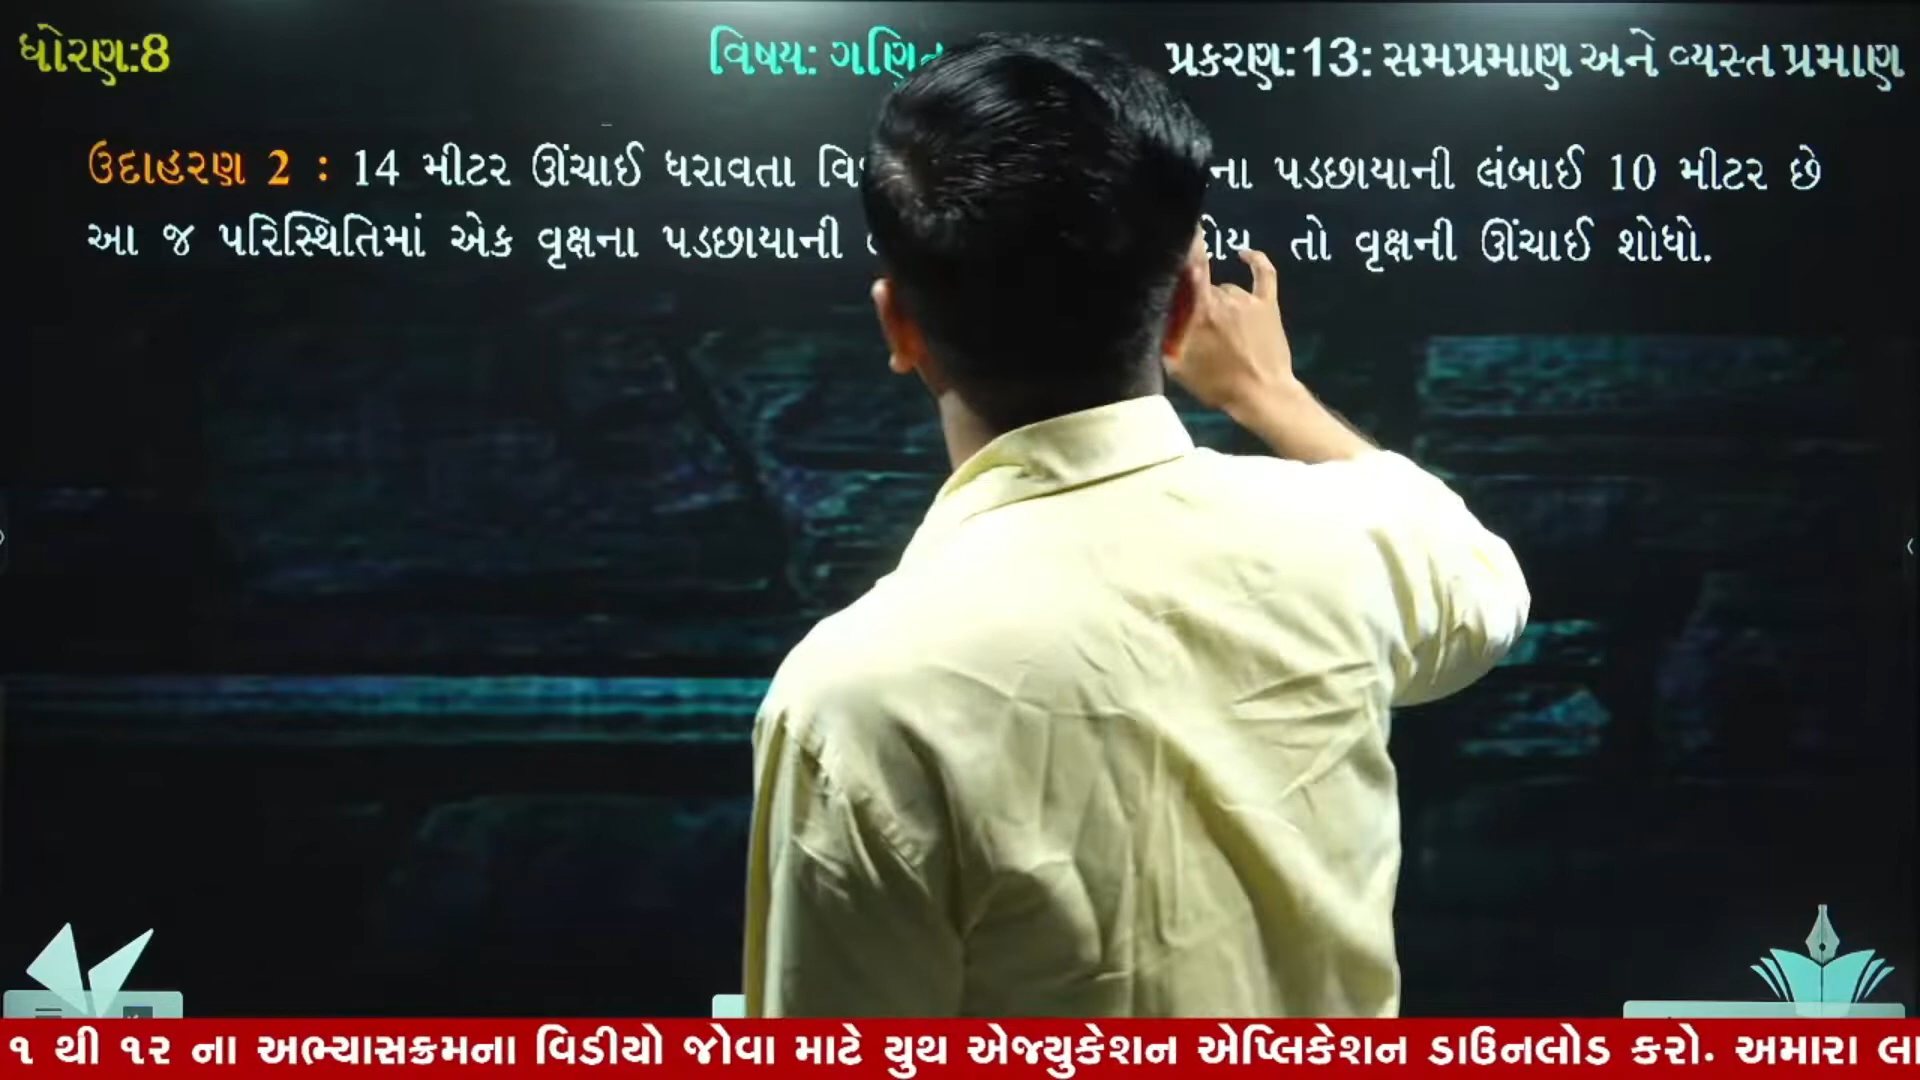 ધોરણ:8
વિષય:
પ્રકરણ:13: સમપ્રમાણ અને વ્યસ્ત પ્રમાણ
ઉદાહરણ 2 : 14 મીટર ઊંચાઈ ધરાવતા પડછાયાની લંબાઈ 10 મીટર છે
આ જ પરિસ્થિતિમાં એક વૃક્ષના પડછાયાની તો વૃક્ષની ઊંચાઈ શોધો.
૧ થી ૧૨ ના અભ્યાસક્રમના વિડીયો જોવા માટે યુથ એજ્યુકેશન એપ્લિકેશન ડાઉનલોડ કરો. અમારા